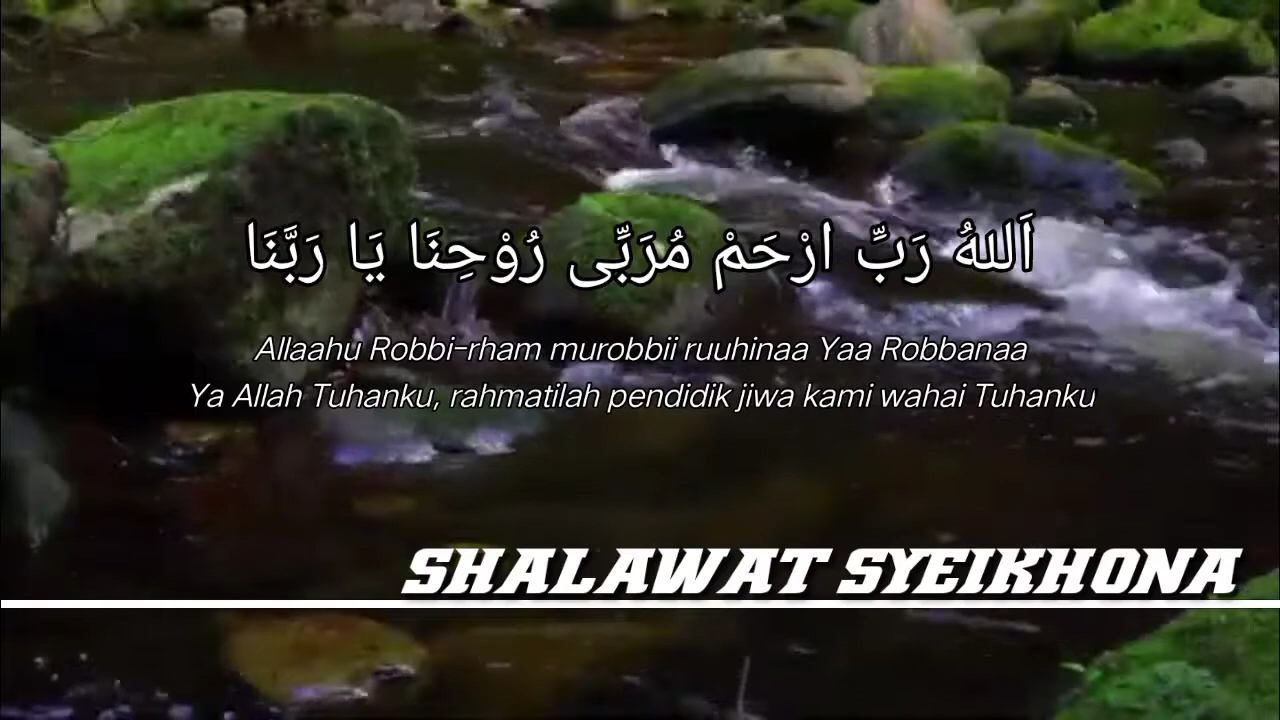 اَللهُ رَبِّ ارْحَمْ مُرَبِّى رُوْحِنَا يَا رَبَّنَا
Allaahu Robbi-rham murobbii ruuhinaa Yaa Robbanaa
Ya Allah Tuhanku, rahmatilah pendidik jiwa kami wahai Tuhanku
SHALAWAT SYEIKHONA